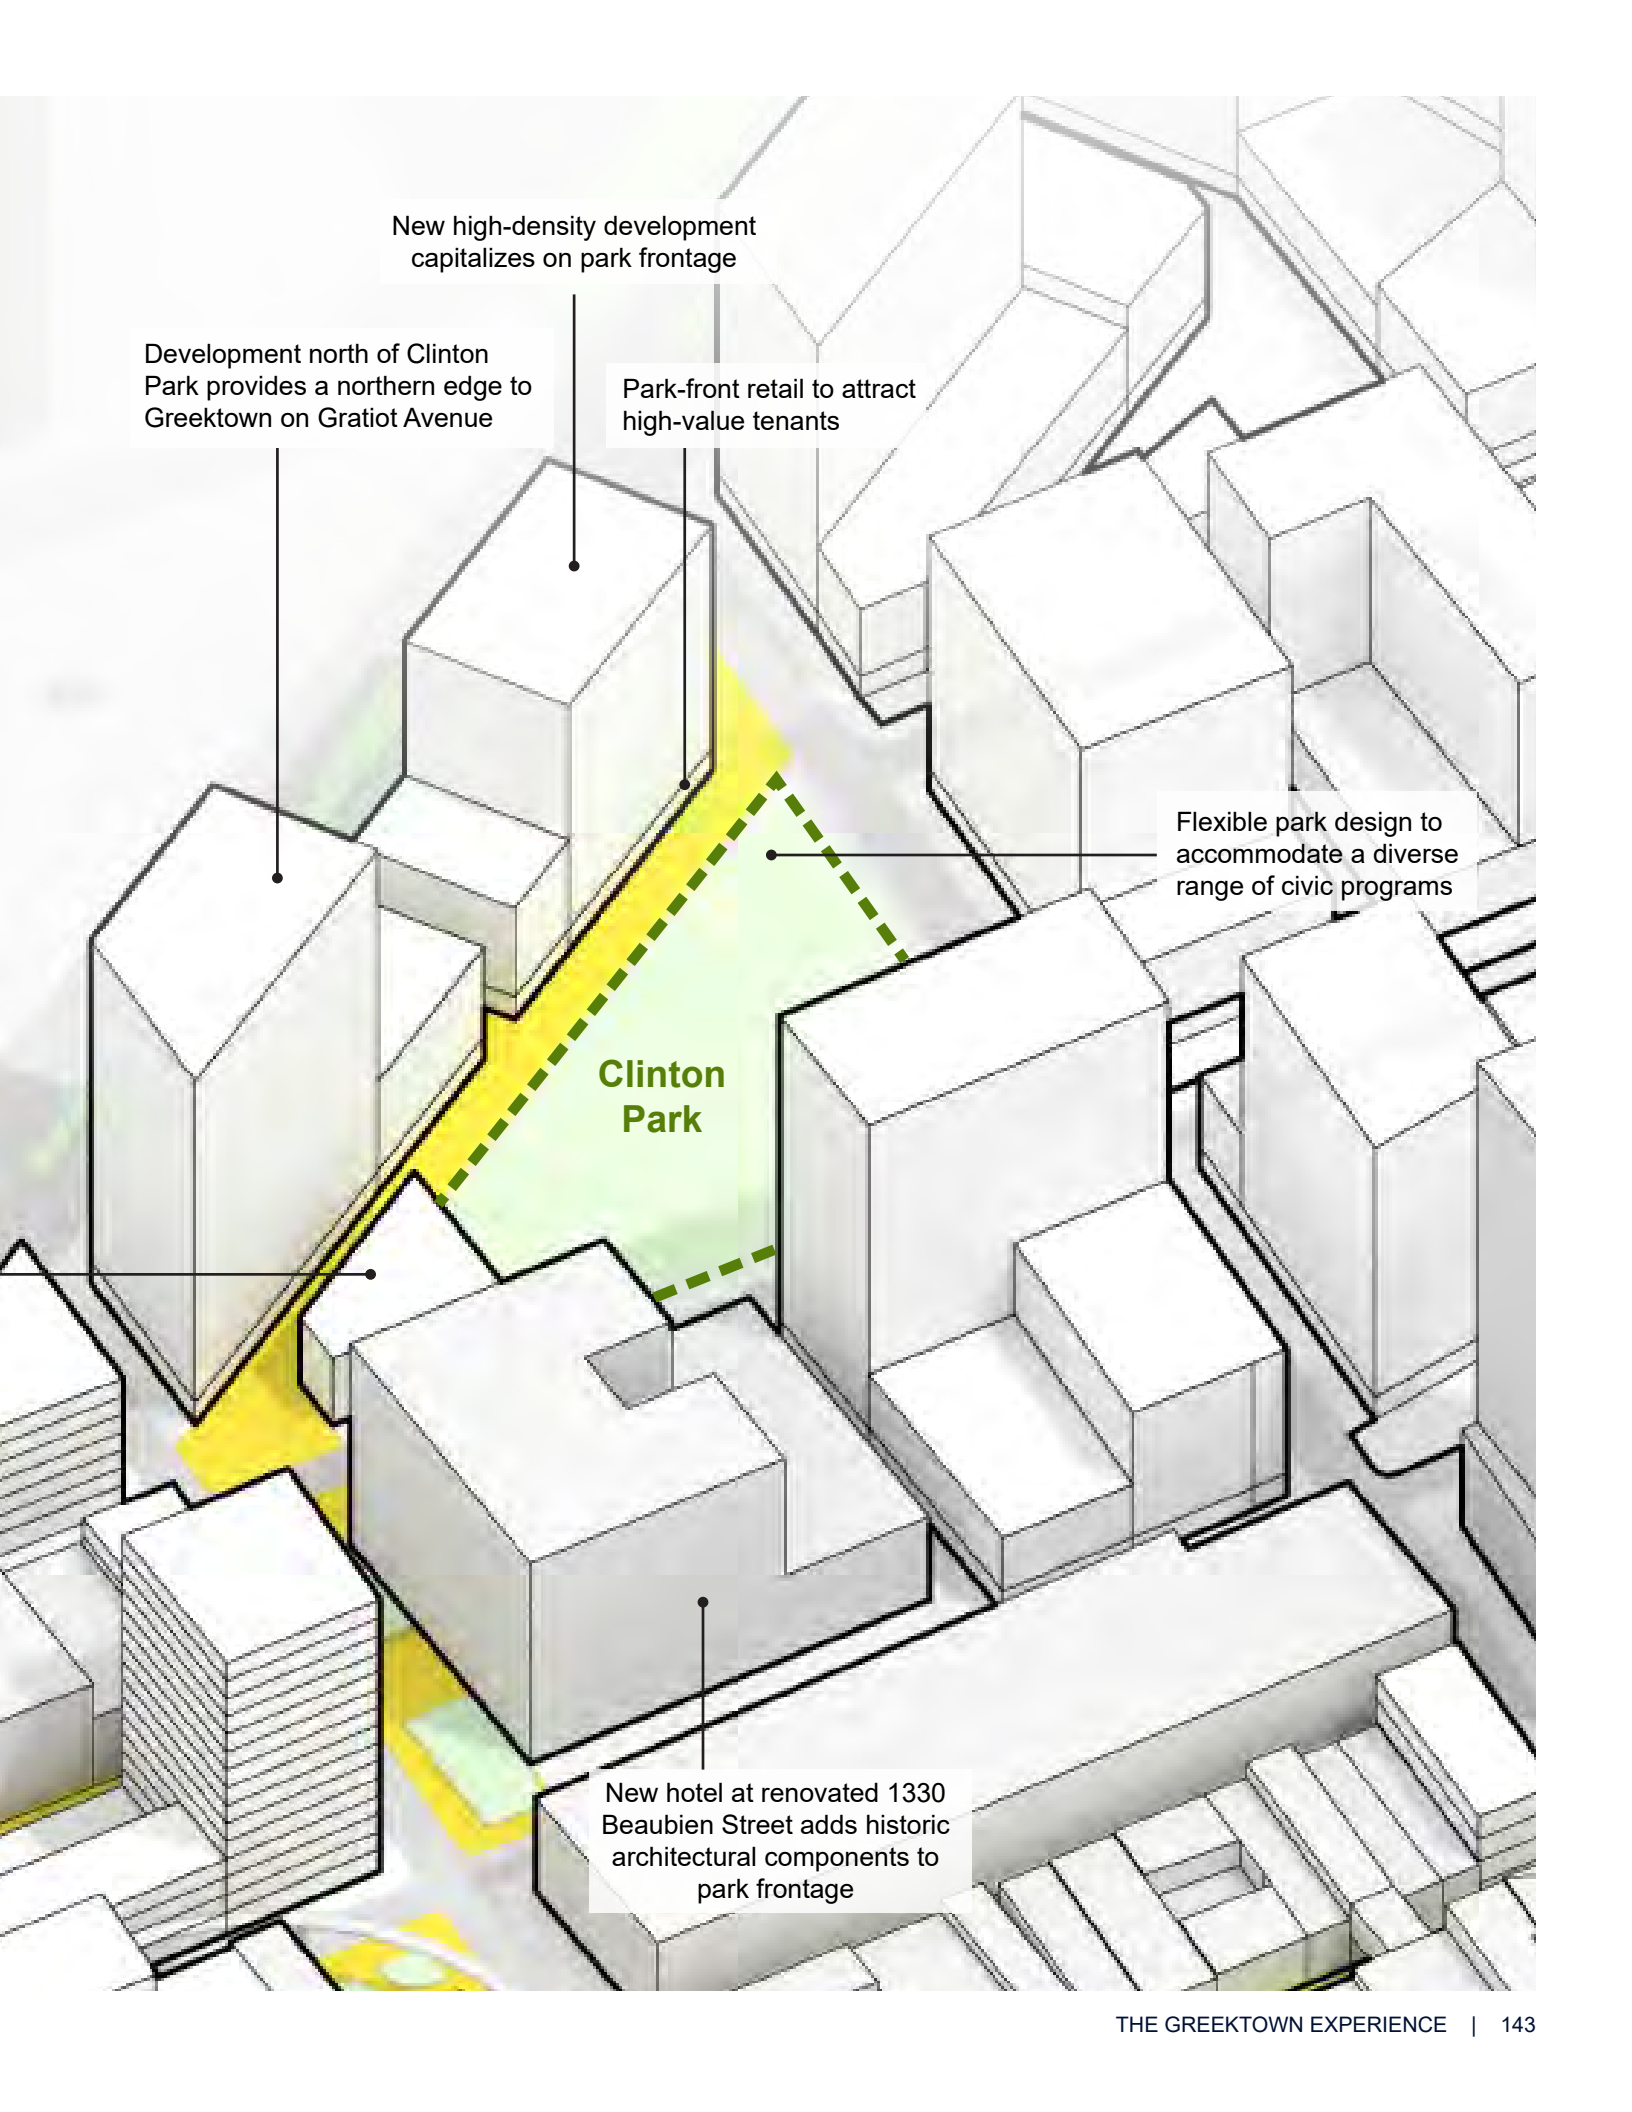 New high-density development
capitalizes on park frontage
Development north of Clinton
Park provides a northern edge to
Greektown on Gratiot Avenue
Park-front retail to attract
high-value tenants
Flexible park design to
accommodate a diverse
range of civic programs
Clinton
Park
New hotel at renovated 1330
Beaubien Street adds historic
architectural components to
park frontage
THE GREEKTOWN EXPERIENCE | 143